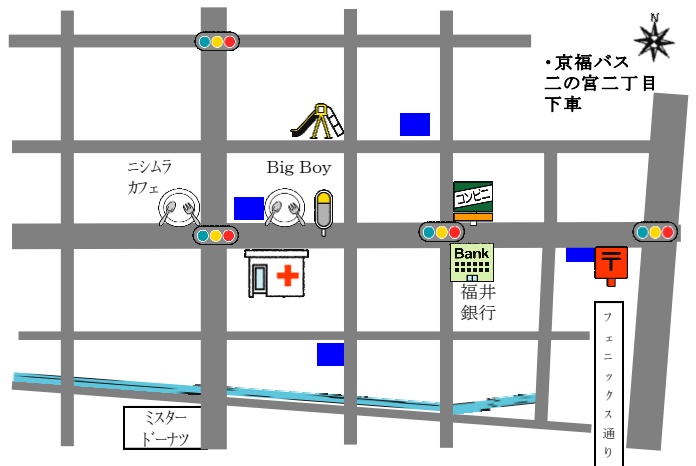 N
・京福バス
二の宮二丁目
下車
ニシムラ
カフェ
Big Boy
コンビニ
Bank
福井
銀行
〒
フェニックス通り
ミスター
ドーナツ